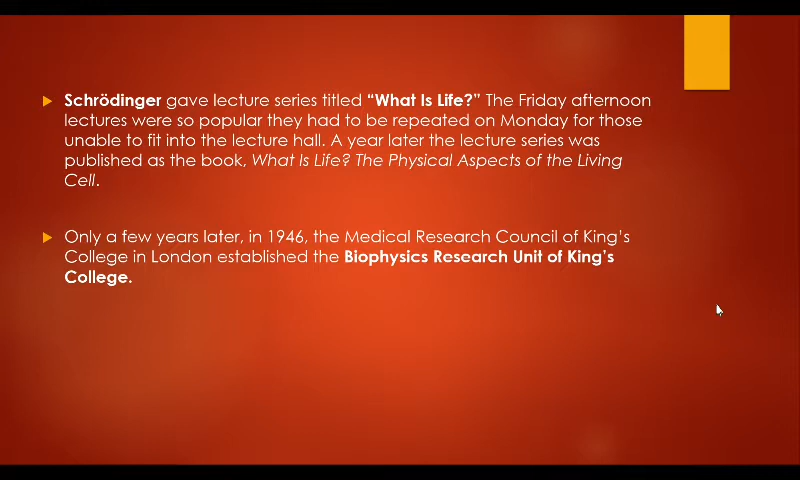 Schrödinger gave lecture series titled “What Is Life?” The Friday afternoon
lectures were so popular they had to be repeated on Monday for those
unable to fit into the lecture hall. A year later the lecture series was
published as the book, What Is Life? The Physical Aspects of the Living
Cell.
Only a few years later, in 1946, the Medical Research Council of King’s
College in London established the Biophysics Research Unit of King’s
College.